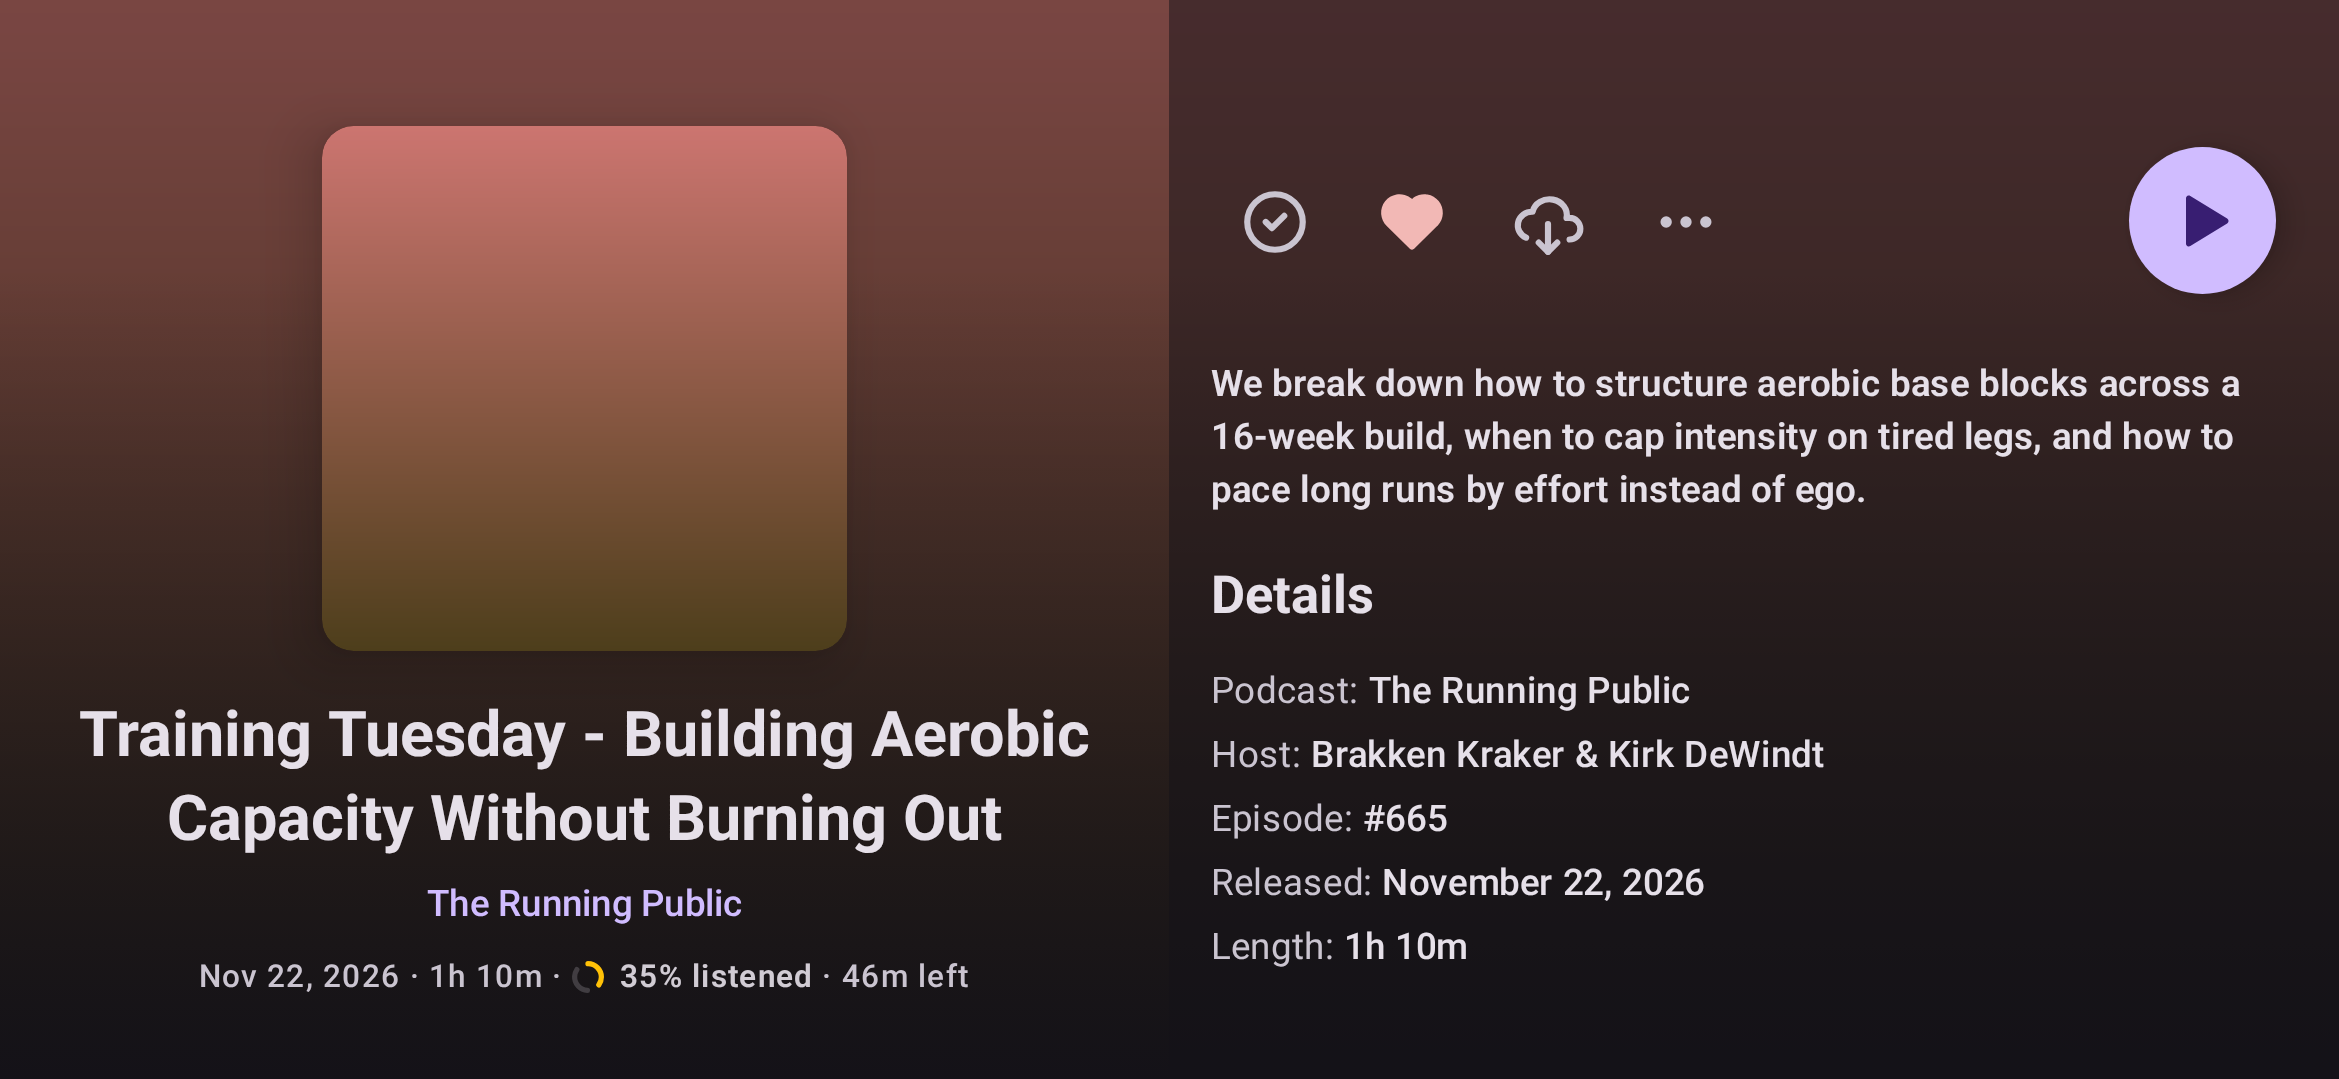 Training Tuesday - Building Aerobic
Capacity Without Burning Out
The Running Public
Nov 22, 2026 · 1h 10m · 35% listened · 46m left
We break down how to structure aerobic base blocks across a
16-week build, when to cap intensity on tired legs, and how to
pace long runs by effort instead of ego.
Details
Podcast: The Running Public
Host: Brakken Kraker & Kirk DeWindt
Episode: #665
Released: November 22, 2026
Length: 1h 10m